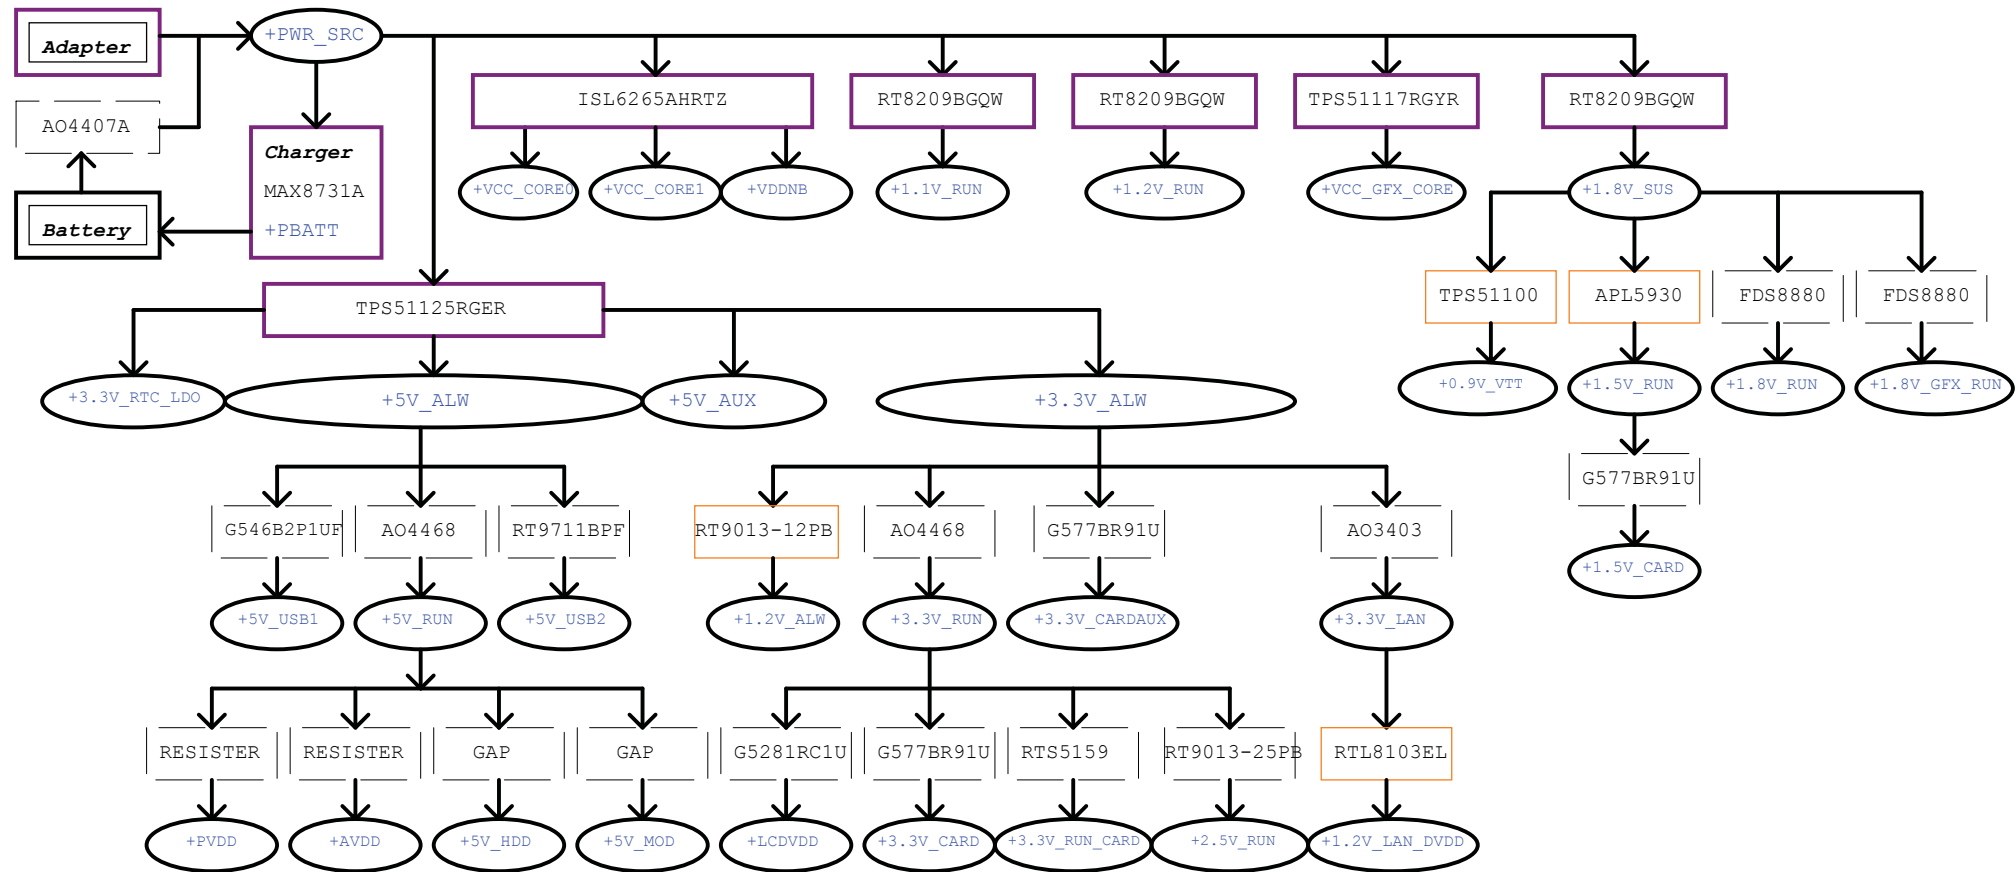 Adapter
+PWR_SRC
AO4407A
Charger
MAX8731A
+PBATT
Battery
ISL6265AHRTZ
RT8209BGQW
RT8209BGQW
TPS51117RGYR
RT8209BGQW
+VCC_CORE0
+VCC_CORE1
+VDDNB
+1.1V_RUN
+1.2V_RUN
+VCC_GFX_CORE
+1.8V_SUS
TPS51125RGER
TPS51100
APL5930
FDS8880
FDS8880
+3.3V_RTC_LDO
+5V_ALW
+5V_AUX
+3.3V_ALW
+0.9V_VTT
+1.5V_RUN
+1.8V_RUN
+1.8V_GFX_RUN
G577BR91U
+1.5V_CARD
G546B2P1UF
AO4468
RT9711BPF
RT9013-12PB
AO4468
G577BR91U
AO3403
+5V_USB1
+5V_RUN
+5V_USB2
+1.2V_ALW
+3.3V_RUN
+3.3V_CARDAUX
+3.3V_LAN
RESISTER
RESISTER
GAP
GAP
G5281RC1U
G577BR91U
RTS5159
RT9013-25PB
RTL8103EL
+PVDD
+AVDD
+5V_HDD
+5V_MOD
+LCDVDD
+3.3V_CARD
+3.3V_RUN_CARD
+2.5V_RUN
+1.2V_LAN_DVDD